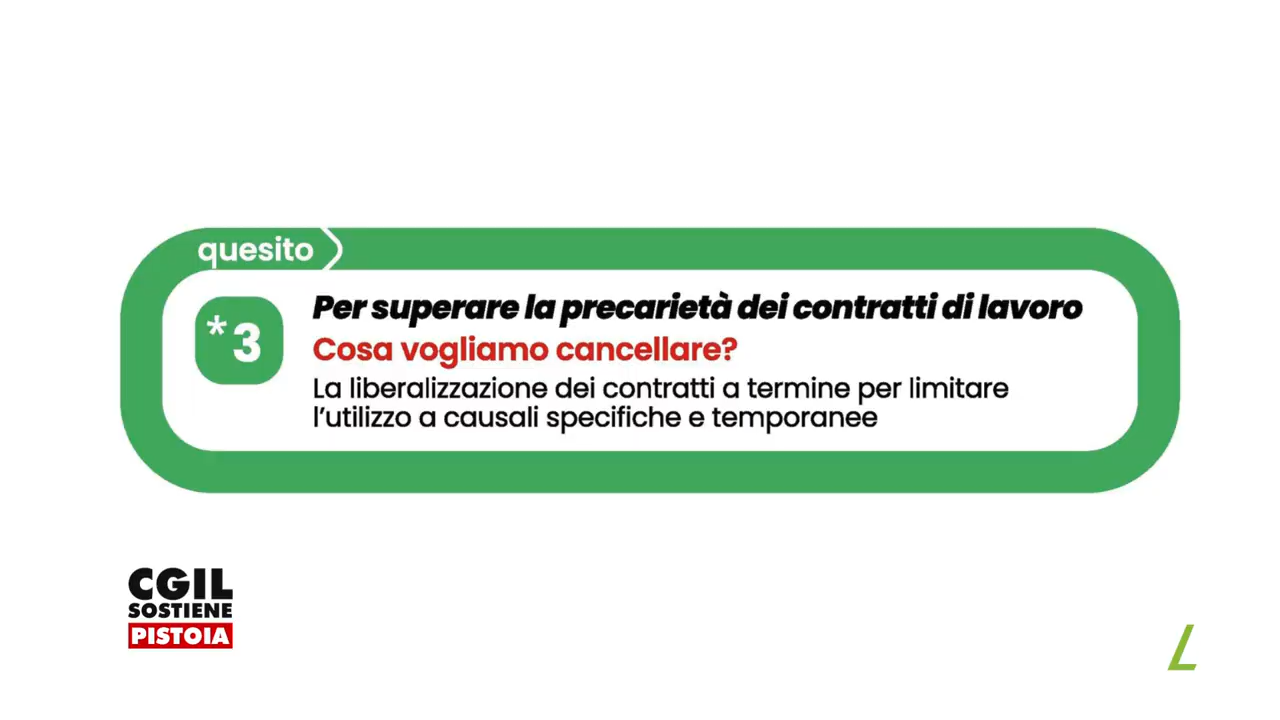 quesito
*3
Per superare la precarietà dei contratti di lavoro
Cosa vogliamo cancellare?
La liberalizzazione dei contratti a termine per limitare
l'utilizzo a causali specifiche e temporanee
CGIL
SOSTIENE
PISTOIA
L